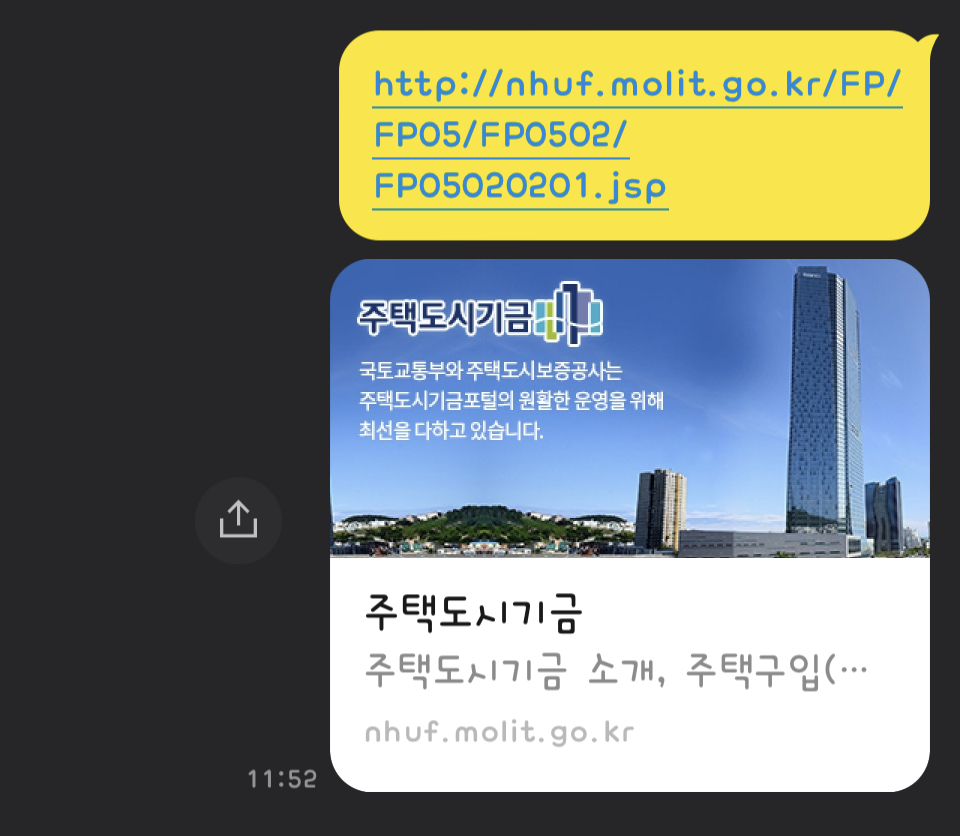 http://nhuf.molit.go.kr/FP/
FP05/FP0502/
FP05020201.jsp
주택도시기금
국토교통부와 주택도시보증공사는
주택도시기금포털의 원활한 운영을 위해
최선을 다하고 있습니다.
주택도시기금
주택도시기금 소개, 주택구입(…
nhuf.molit.go.kr
11:52